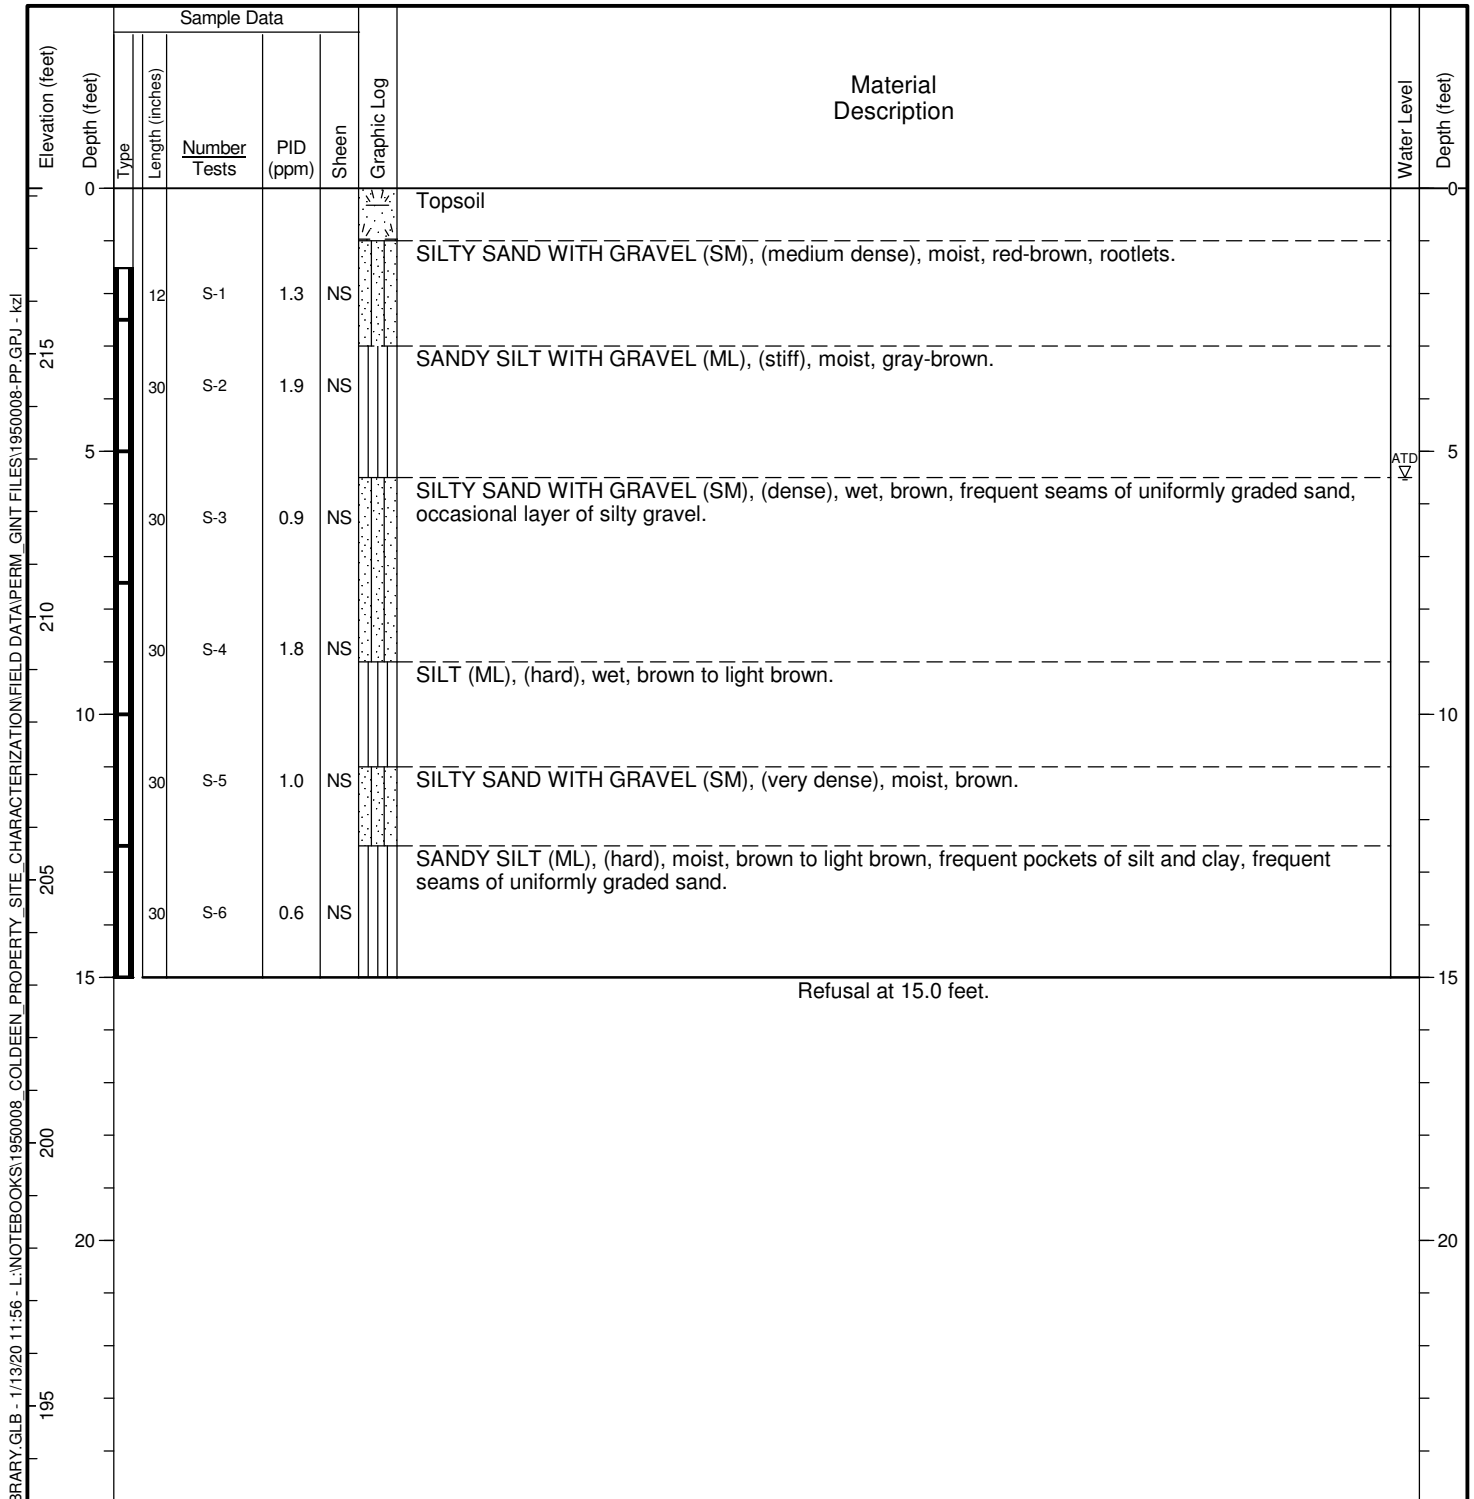 Sample Data
Elevation (feet)
Depth (feet)
Type
Length (inches)
Number
Tests
PID
(ppm)
Sheen
Graphic Log
Material
Description
Water Level
Depth (feet)
0
0
Topsoil
SILTY SAND WITH GRAVEL (SM), (medium dense), moist, red-brown, rootlets.
12 S-1 1.3 NS
215
SANDY SILT WITH GRAVEL (ML), (stiff), moist, gray-brown.
30 S-2 1.9 NS
5
5
ATD
SILTY SAND WITH GRAVEL (SM), (dense), wet, brown, frequent seams of uniformly graded sand,
occasional layer of silty gravel.
30 S-3 0.9 NS
210
30 S-4 1.8 NS
SILT (ML), (hard), wet, brown to light brown.
10
10
SILTY SAND WITH GRAVEL (SM), (very dense), moist, brown.
30 S-5 1.0 NS
SANDY SILT (ML), (hard), moist, brown to light brown, frequent pockets of silt and clay, frequent
seams of uniformly graded sand.
205
30 S-6 0.6 NS
15
15
Refusal at 15.0 feet.
200
20
20
195
BRARY.GLB - 1/13/20 11:56 - L:\NOTEBOOKS\1950008_COLDEEN_PROPERTY_SITE_CHARACTERIZATION\FIELD DATA\PERM_GINT FILES\1950008-PP.GPJ - kzl